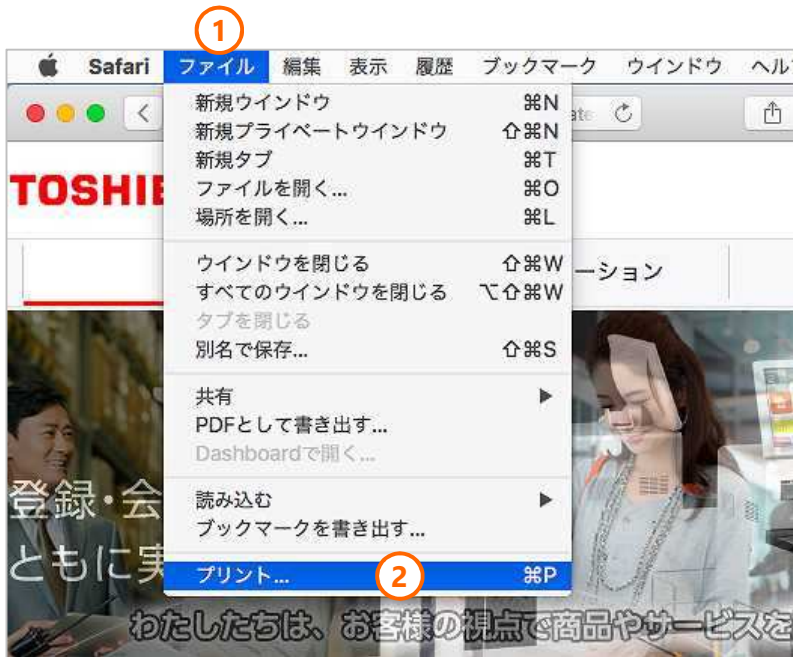 1
Safari ファイル 編集 表示 履歴 ブックマーク ウインドウ ヘル
新規ウインドウ ⌘N
新規プライベートウインドウ ⇧⌘N
新規タブ ⌘T
ファイルを開く... ⌘O
場所を開く... ⌘L
TOSHIB
ウインドウを閉じる ⇧⌘W
すべてのウインドウを閉じる ⌥⇧⌘W
タブを閉じる
別名で保存... ⇧⌘S
ーション
共有 ▶
PDFとして書き出す...
Dashboardで開く...
読み込む ▶
ブックマークを書き出す...
プリント... 2 ⌘P
登録・会
ともに実
わたしたちは、お客様の視点で商品やサービスを